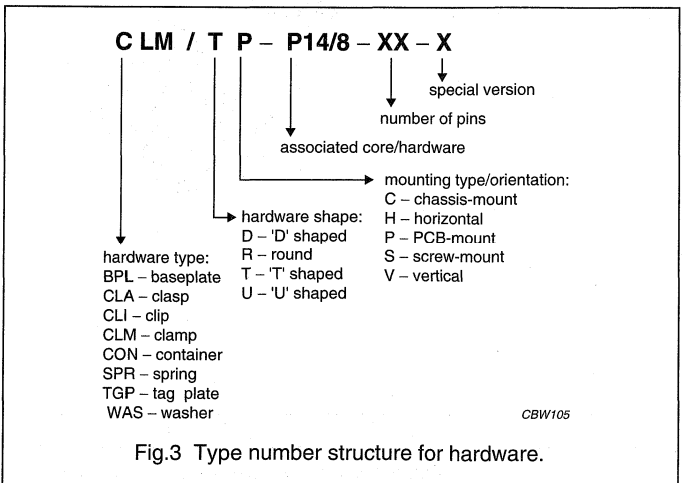 C LM / T P – P14/8 – XX – X
special version
number of pins
associated core/hardware
mounting type/orientation:
C – chassis-mount
H – horizontal
P – PCB-mount
S – screw-mount
V – vertical
hardware shape:
D – 'D' shaped
R – round
T – 'T' shaped
U – 'U' shaped
hardware type:
BPL – baseplate
CLA – clasp
CLI – clip
CLM – clamp
CON – container
SPR – spring
TGP – tag plate
WAS – washer
CBW105
Fig.3 Type number structure for hardware.